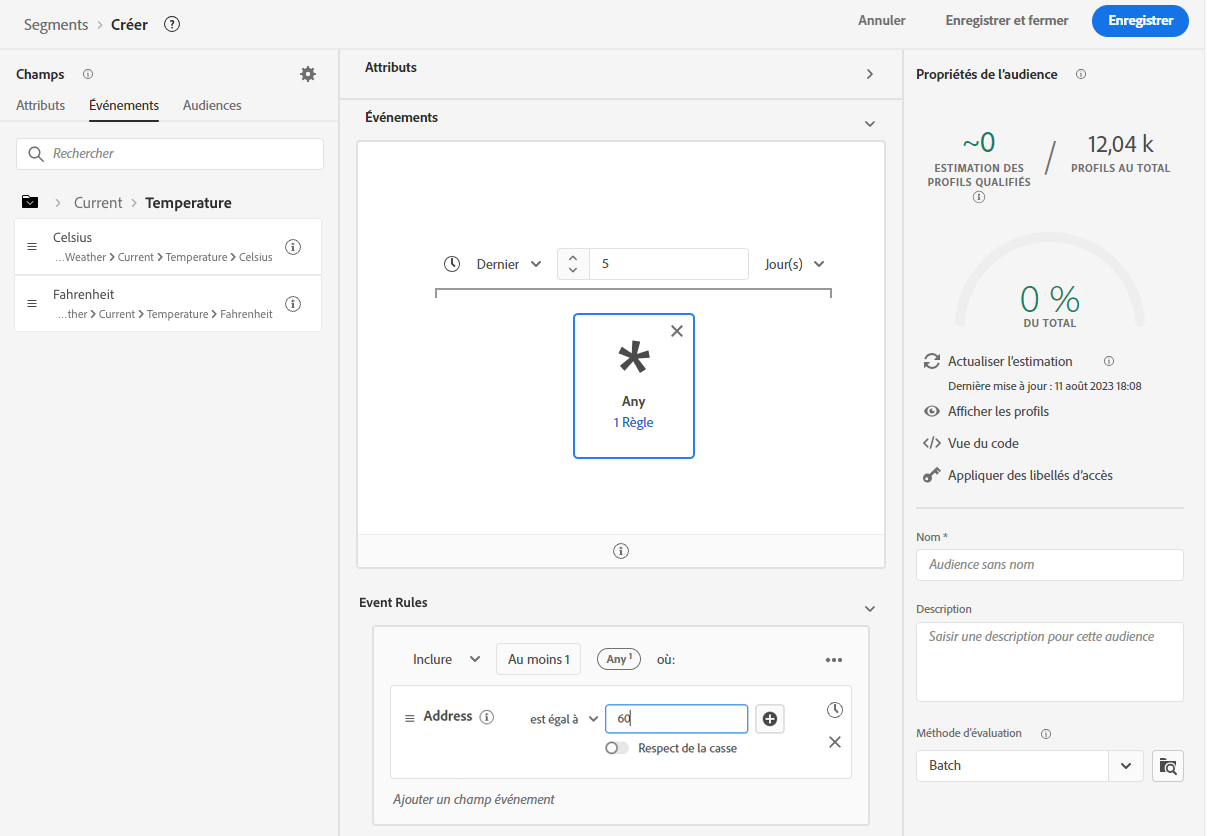 Segments > Créer
Annuler
Enregistrer et fermer
Enregistrer
Champs
Attributs
Événements
Audiences
Rechercher
Current > Temperature
Celsius
...Weather > Current > Temperature > Celsius
Fahrenheit
...ther > Current > Temperature > Fahrenheit
Attributs
Événements
Dernier
5
Jour(s)
Any
1 Règle
Event Rules
Inclure
Au moins 1
Any 1
où:
Address
est égal à
60
Respect de la casse
Ajouter un champ événement
Propriétés de l'audience
~0
ESTIMATION DES
PROFILS QUALIFIÉS
/
12,04 k
PROFILS AU TOTAL
0 %
DU TOTAL
Actualiser l'estimation
Dernière mise à jour : 11 août 2023 18:08
Afficher les profils
Vue du code
Appliquer des libellés d'accès
Nom *
Audience sans nom
Description
Saisir une description pour cette audience
Méthode d'évaluation
Batch